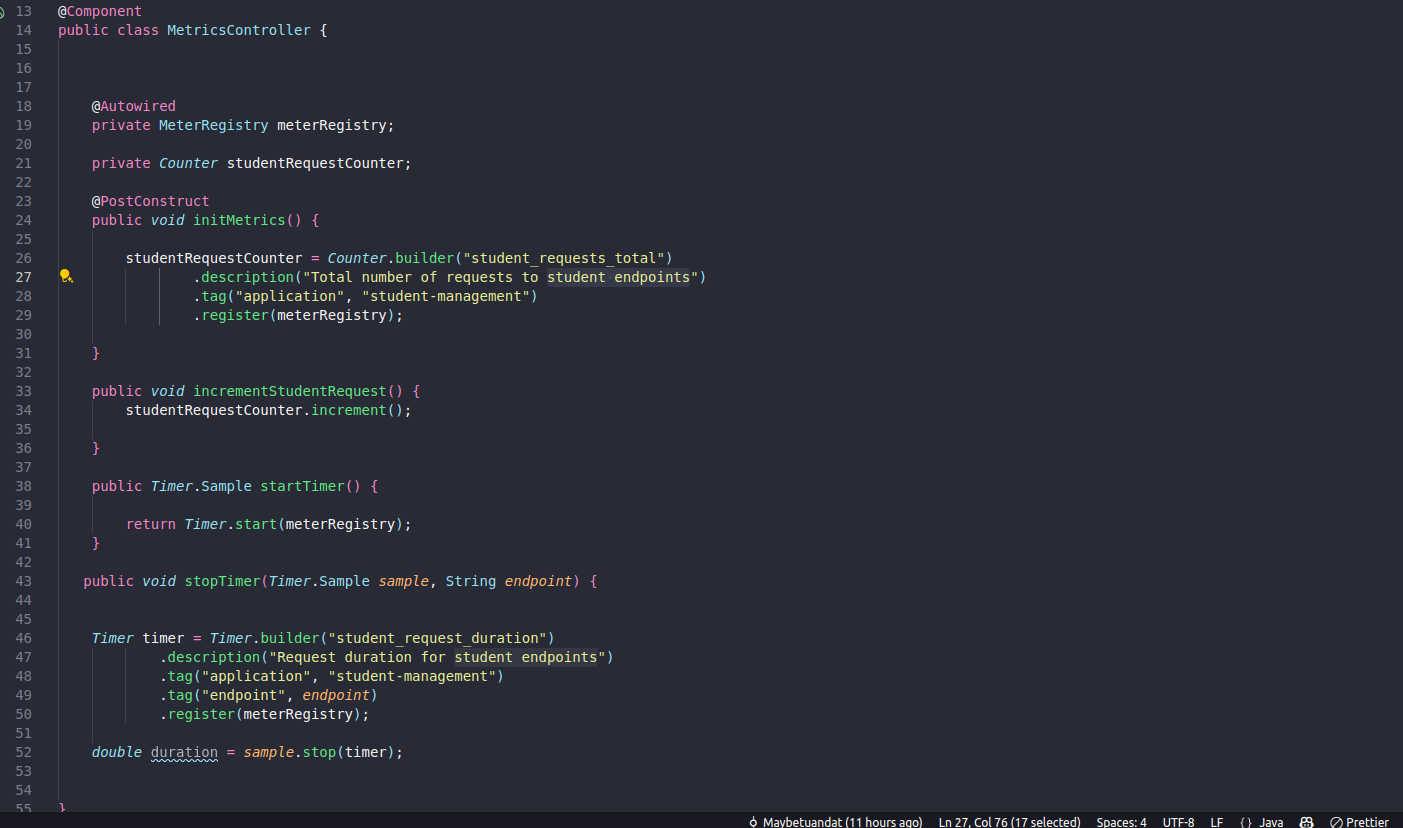 13 @Component
14 public class MetricsController {
15
16
17
18 @Autowired
19 private MeterRegistry meterRegistry;
20
21 private Counter studentRequestCounter;
22
23 @PostConstruct
24 public void initMetrics() {
25
26 studentRequestCounter = Counter.builder("student_requests_total")
27 .description("Total number of requests to student endpoints")
28 .tag("application", "student-management")
29 .register(meterRegistry);
30
31 }
32
33 public void incrementStudentRequest() {
34 studentRequestCounter.increment();
35
36 }
37
38 public Timer.Sample startTimer() {
39
40 return Timer.start(meterRegistry);
41 }
42
43 public void stopTimer(Timer.Sample sample, String endpoint) {
44
45
46 Timer timer = Timer.builder("student_request_duration")
47 .description("Request duration for student endpoints")
48 .tag("application", "student-management")
49 .tag("endpoint", endpoint)
50 .register(meterRegistry);
51
52 double duration = sample.stop(timer);
53
54
55 }
Maybetuandat (11 hours ago) Ln 27, Col 76 (17 selected) Spaces: 4 UTF-8 LF {} Java Prettier